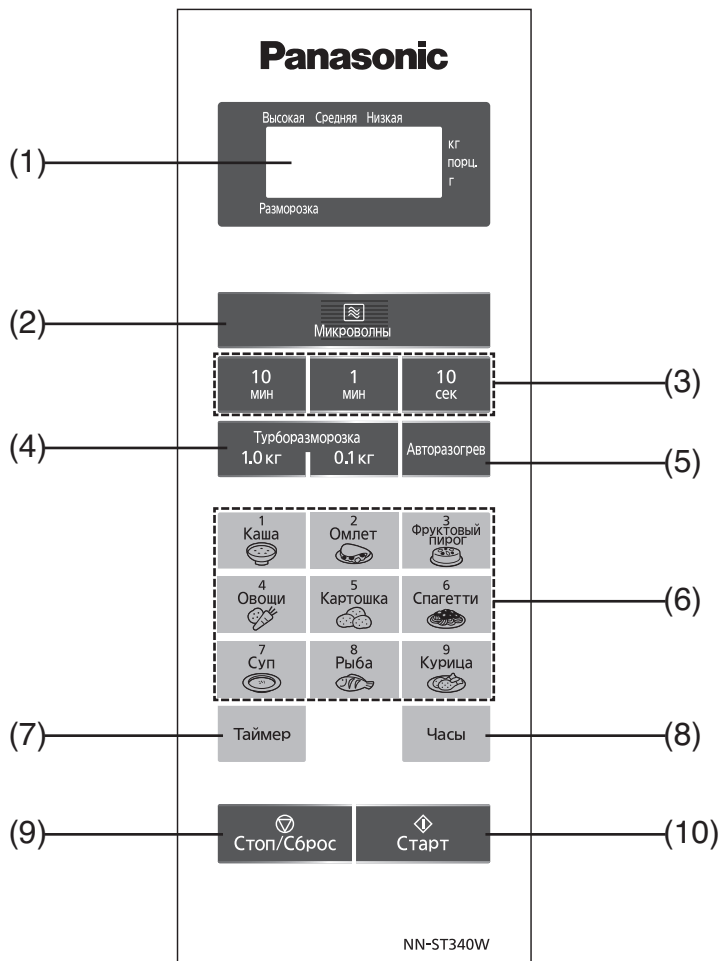 Panasonic
Высокая Средняя Низкая
(1)
кг
порц.
г
Разморозка
(2)
Микроволны
10 мин
1 мин
10 сек
(3)
(4)
Турборазморозка
1.0 кг 0.1 кг
Авторазогрев
(5)
1
Каша
2
Омлет
3
Фруктовый
пирог
4
Овощи
5
Картошка
6
Спагетти
(6)
7
Суп
8
Рыба
9
Курица
(7)
Таймер
Часы
(8)
(9)
Стоп/Сброс
Старт
(10)
NN-ST340W